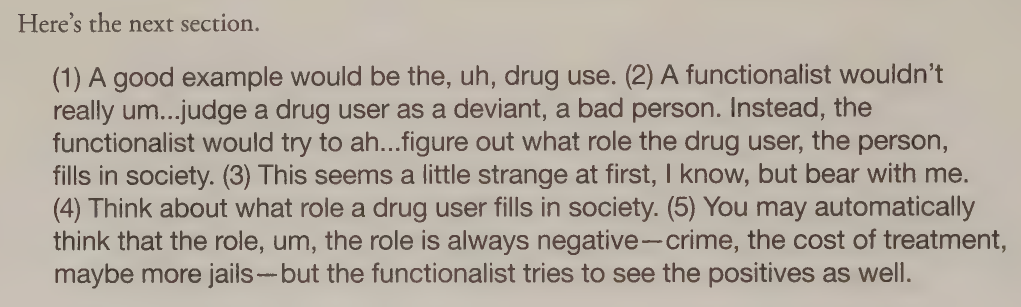 Here’s the next section.
(1) A good example would be the, uh, drug use. (2) A functionalist wouldn’t
really um...judge a drug user as a deviant, a bad person. Instead, the
functionalist would try to ah...figure out what role the drug user, the person,
fills in society. (3) This seems a little strange at first, I know, but bear with me.
(4) Think about what role a drug user fills in society. (5) You may automatically
think that the role, um, the role is always negative—crime, the cost of treatment,
maybe more jails—but the functionalist tries to see the positives as well.